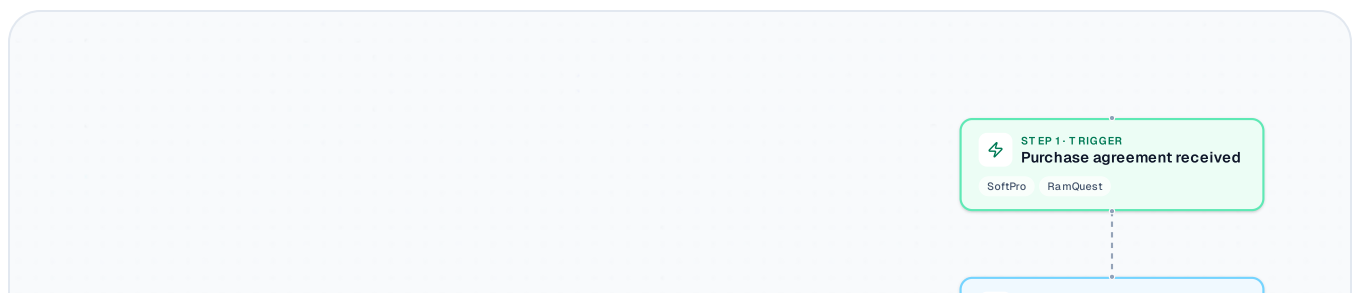 STEP 1 · TRIGGER
Purchase agreement received
SoftPro RamQuest